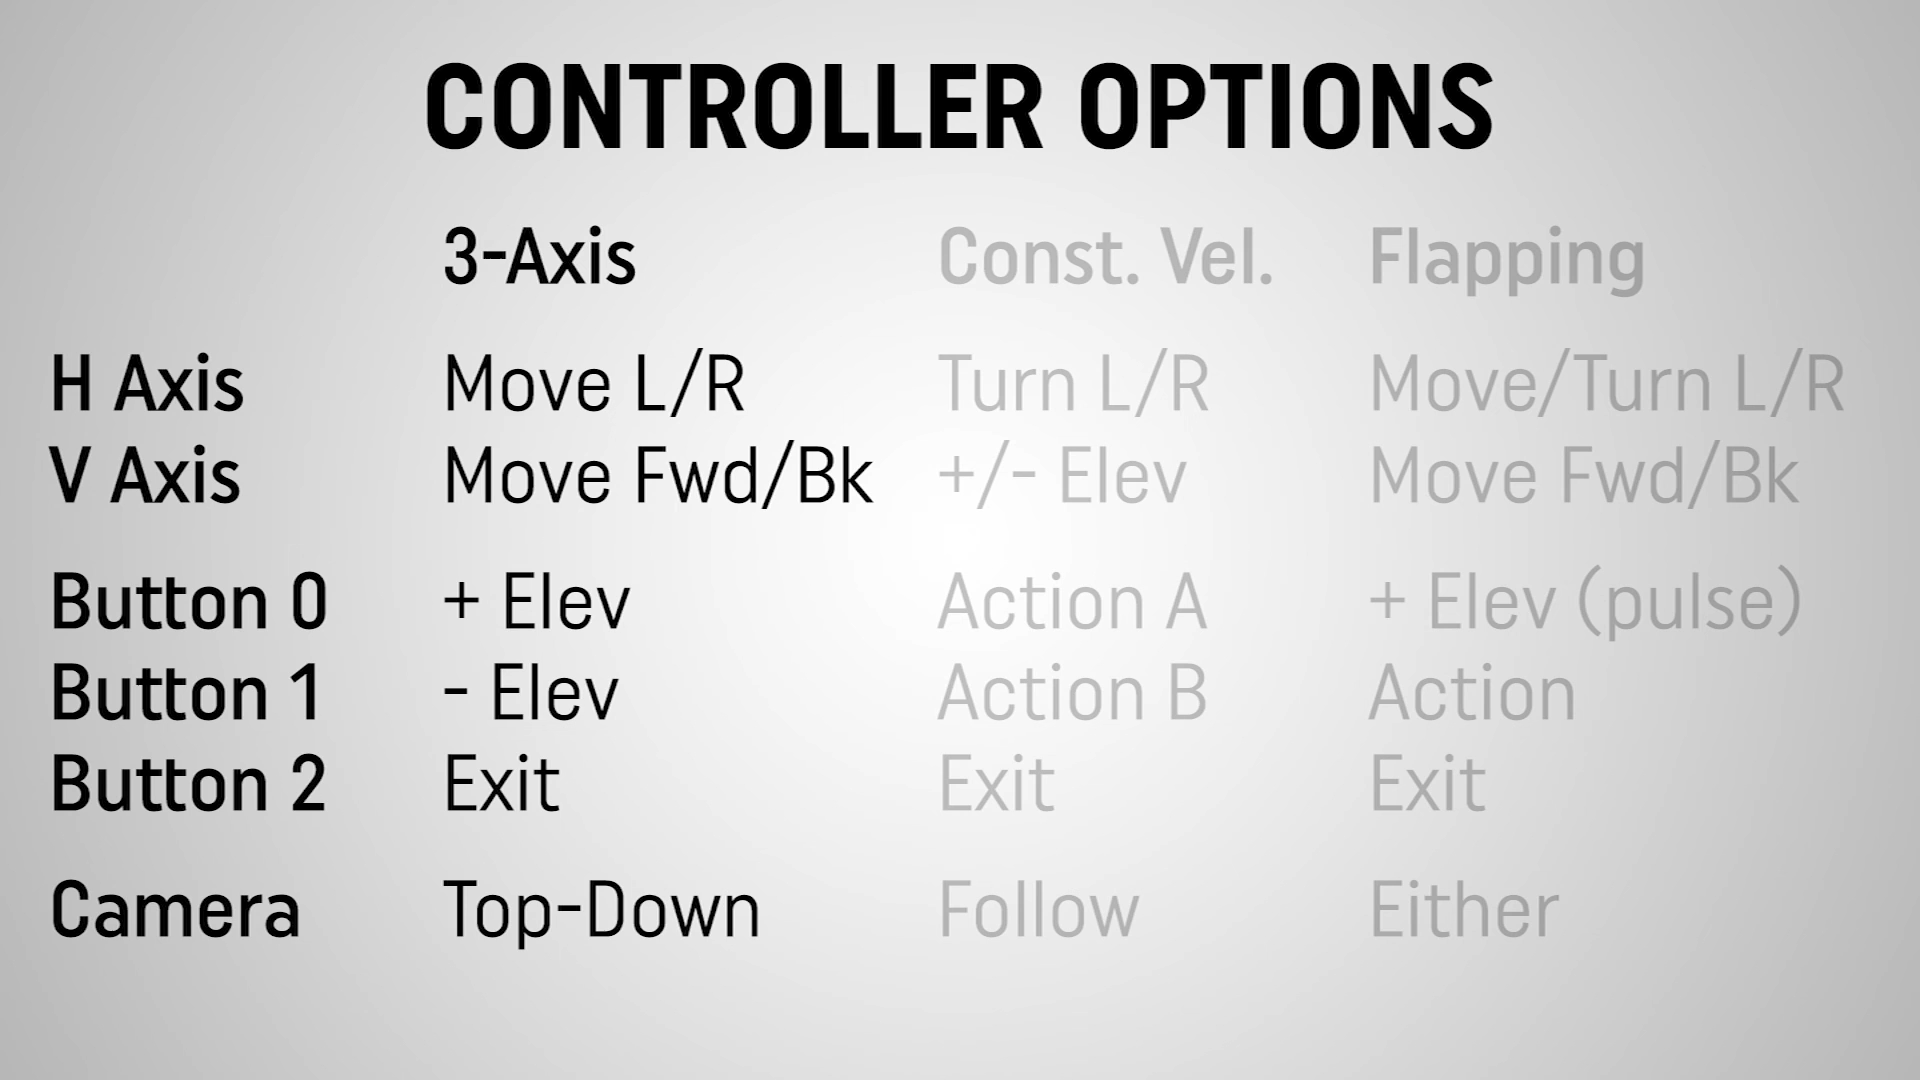 CONTROLLER OPTIONS
3-Axis Const. Vel. Flapping
H Axis Move L/R Turn L/R Move/Turn L/R
V Axis Move Fwd/Bk +/- Elev Move Fwd/Bk
Button 0 + Elev Action A + Elev (pulse)
Button 1 - Elev Action B Action
Button 2 Exit Exit Exit
Camera Top-Down Follow Either